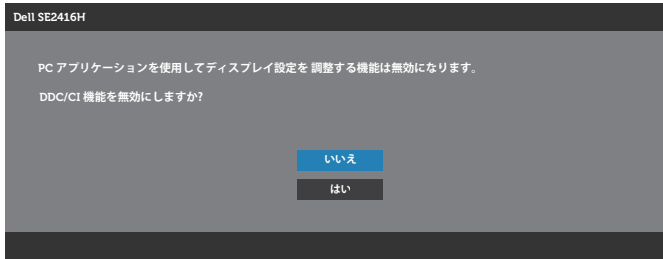 Dell SE2416H
PC アプリケーションを使用してディスプレイ設定を 調整する機能は無効になります。
DDC/CI 機能を無効にしますか?
いいえ
はい